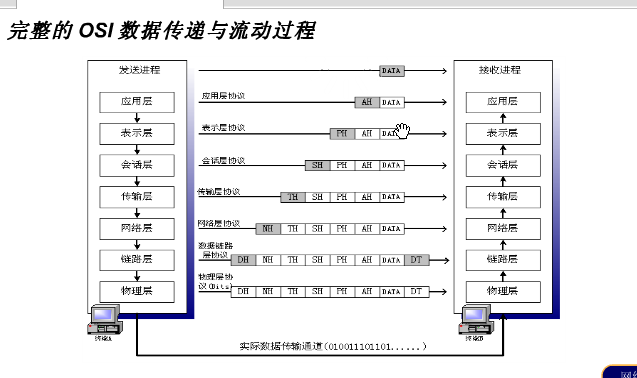 完整的 OSI 数据传递与流动过程
发送进程
接收进程
DATA
应用层
应用层协议
AH DATA
应用层
表示层
表示层协议
PH AH DATA
表示层
会话层
会话层协议
SH PH AH DATA
会话层
传输层
传输层协议
TH SH PH AH DATA
传输层
网络层
网络层协议
NH TH SH PH AH DATA
网络层
链路层
数据链路
层协议
DH NH TH SH PH AH DATA DT
链路层
物理层
物理层协
议(Bits)
DH NH TH SH PH AH DATA DT
物理层
终端A
终端B
实际数据传输通道(010011101101......)